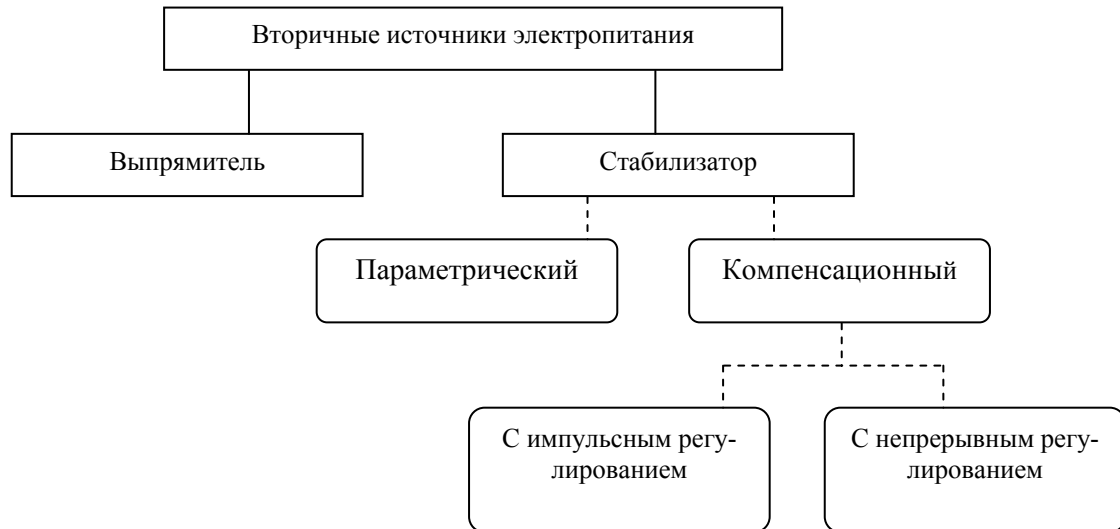 Вторичные источники электропитания
Выпрямитель
Стабилизатор
Параметрический
Компенсационный
С импульсным регу-
лированием
С непрерывным регу-
лированием